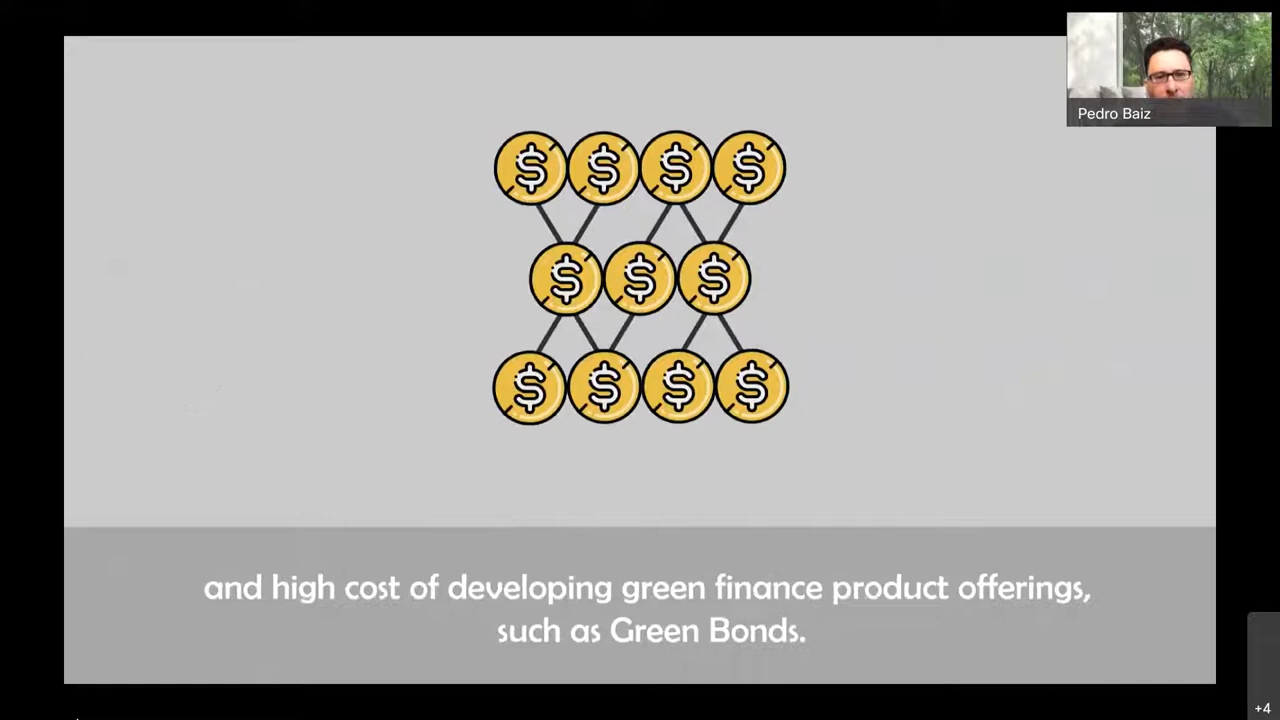 Pedro Baiz
$ $ $ $
$ $ $
$ $ $ $
and high cost of developing green finance product offerings,
such as Green Bonds.
+4